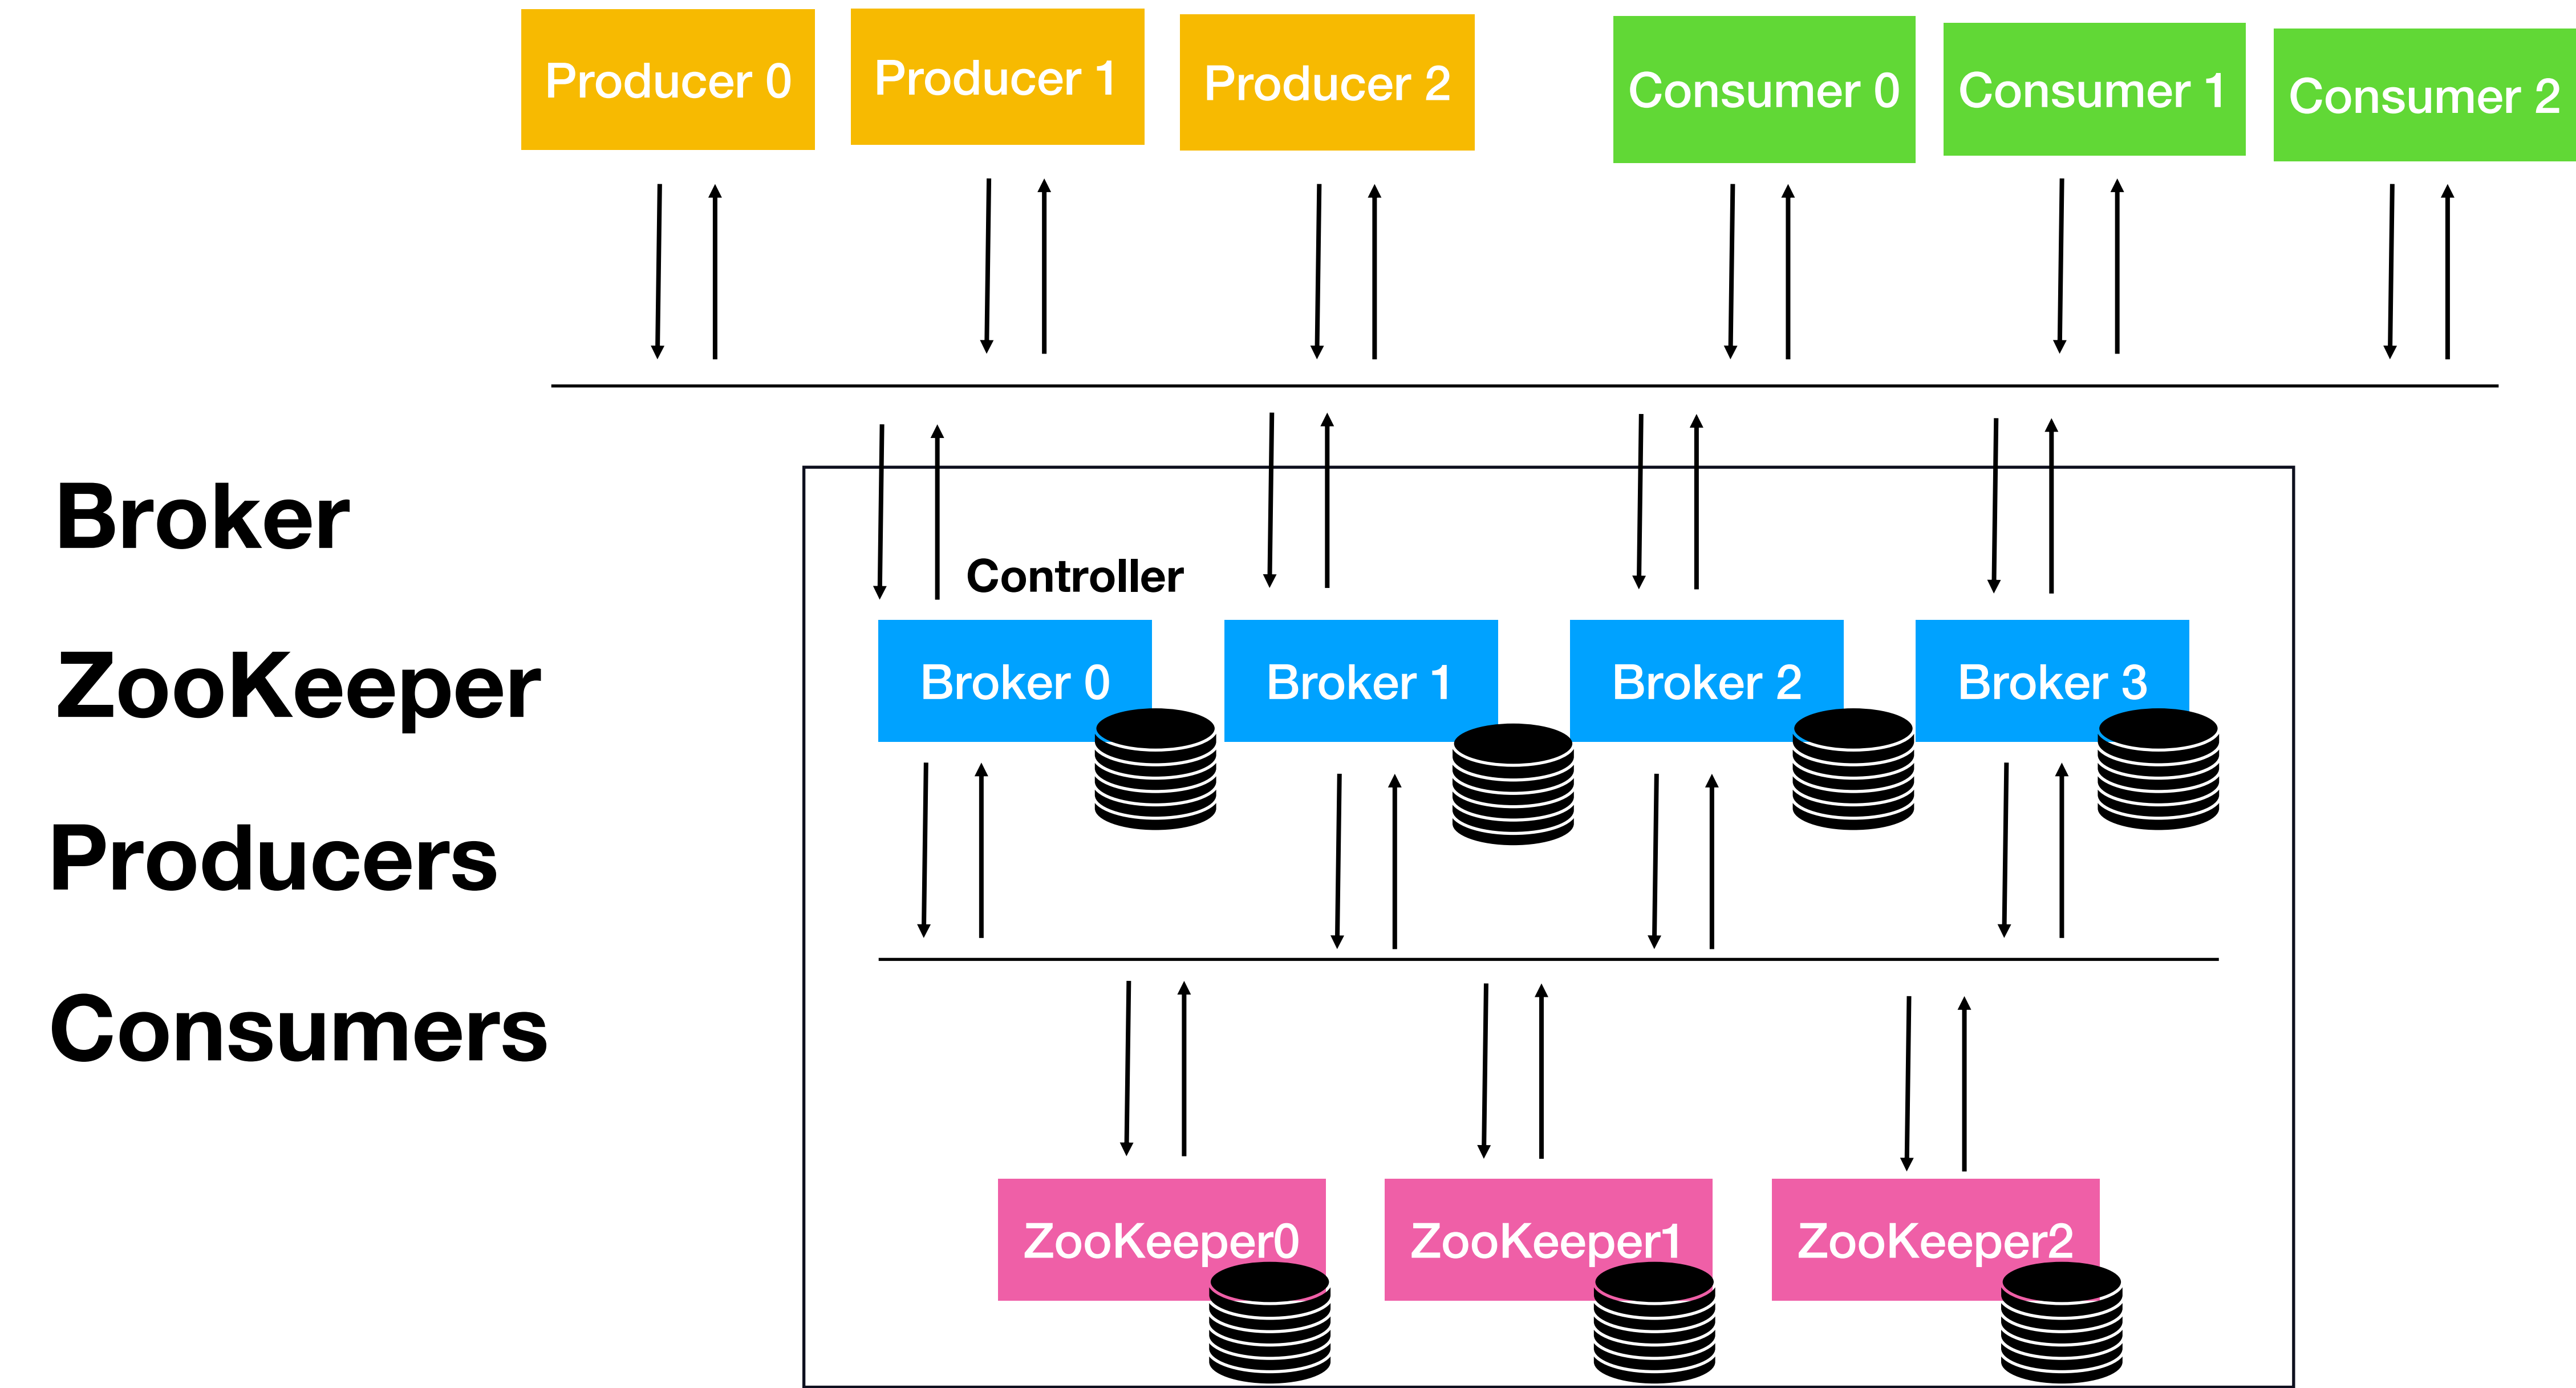 Producer 0
Producer 1
Producer 2
Consumer 0
Consumer 1
Consumer 2
Broker
ZooKeeper
Producers
Consumers
Controller
Broker 0
Broker 1
Broker 2
Broker 3
ZooKeeper0
ZooKeeper1
ZooKeeper2